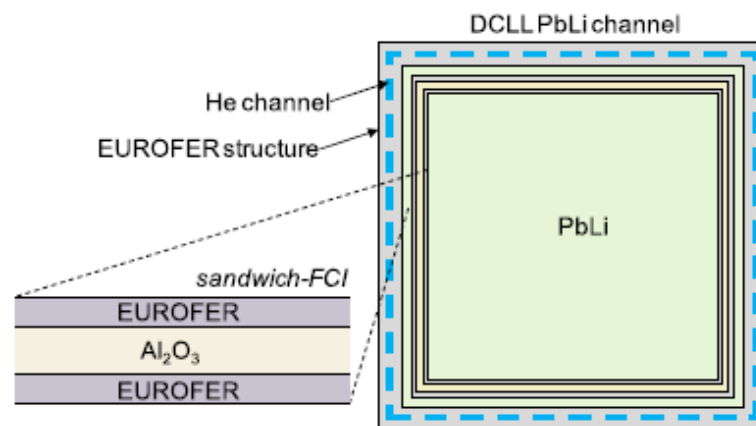 DCLL PbLi channel
He channel
EUROFER structure
PbLi
sandwich-FCI
EUROFER
Al₂O₃
EUROFER